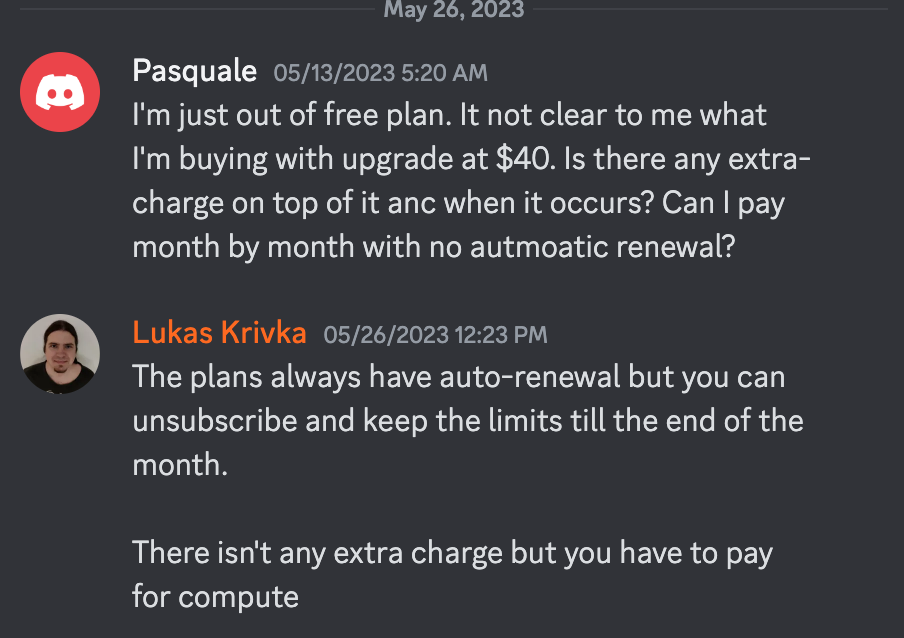 May 26, 2023
Pasquale 05/13/2023 5:20 AM
I'm just out of free plan. It not clear to me what
I'm buying with upgrade at $40. Is there any extra-
charge on top of it anc when it occurs? Can I pay
month by month with no autmoatic renewal?
Lukas Krivka 05/26/2023 12:23 PM
The plans always have auto-renewal but you can
unsubscribe and keep the limits till the end of the
month.
There isn't any extra charge but you have to pay
for compute